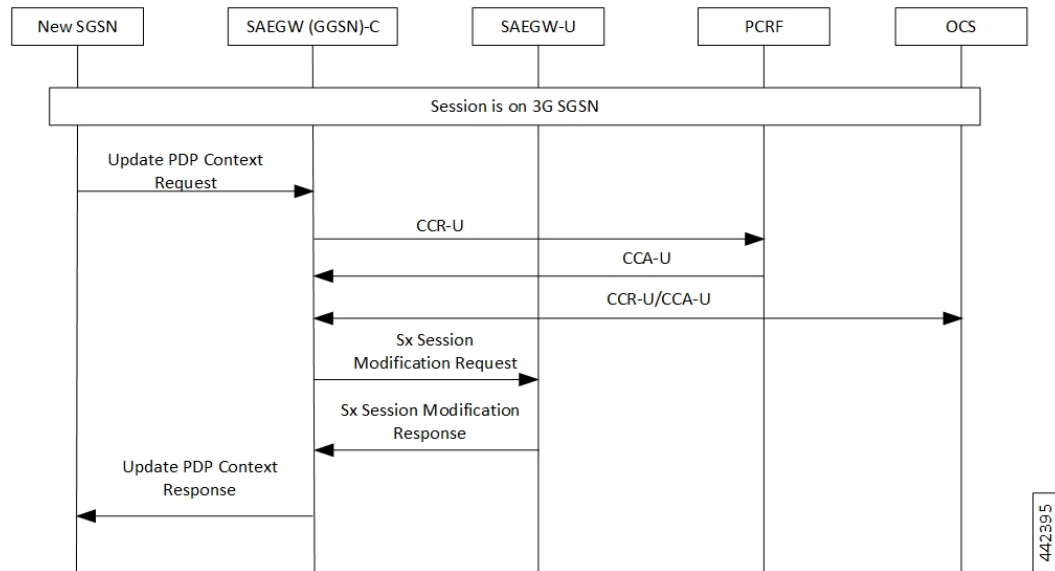 New SGSN
SAEGW (GGSN)-C
SAEGW-U
PCRF
OCS
Session is on 3G SGSN
Update PDP Context
Request
CCR-U
CCA-U
CCR-U/CCA-U
Sx Session
Modification Request
Sx Session Modification
Response
Update PDP Context
Response
442395